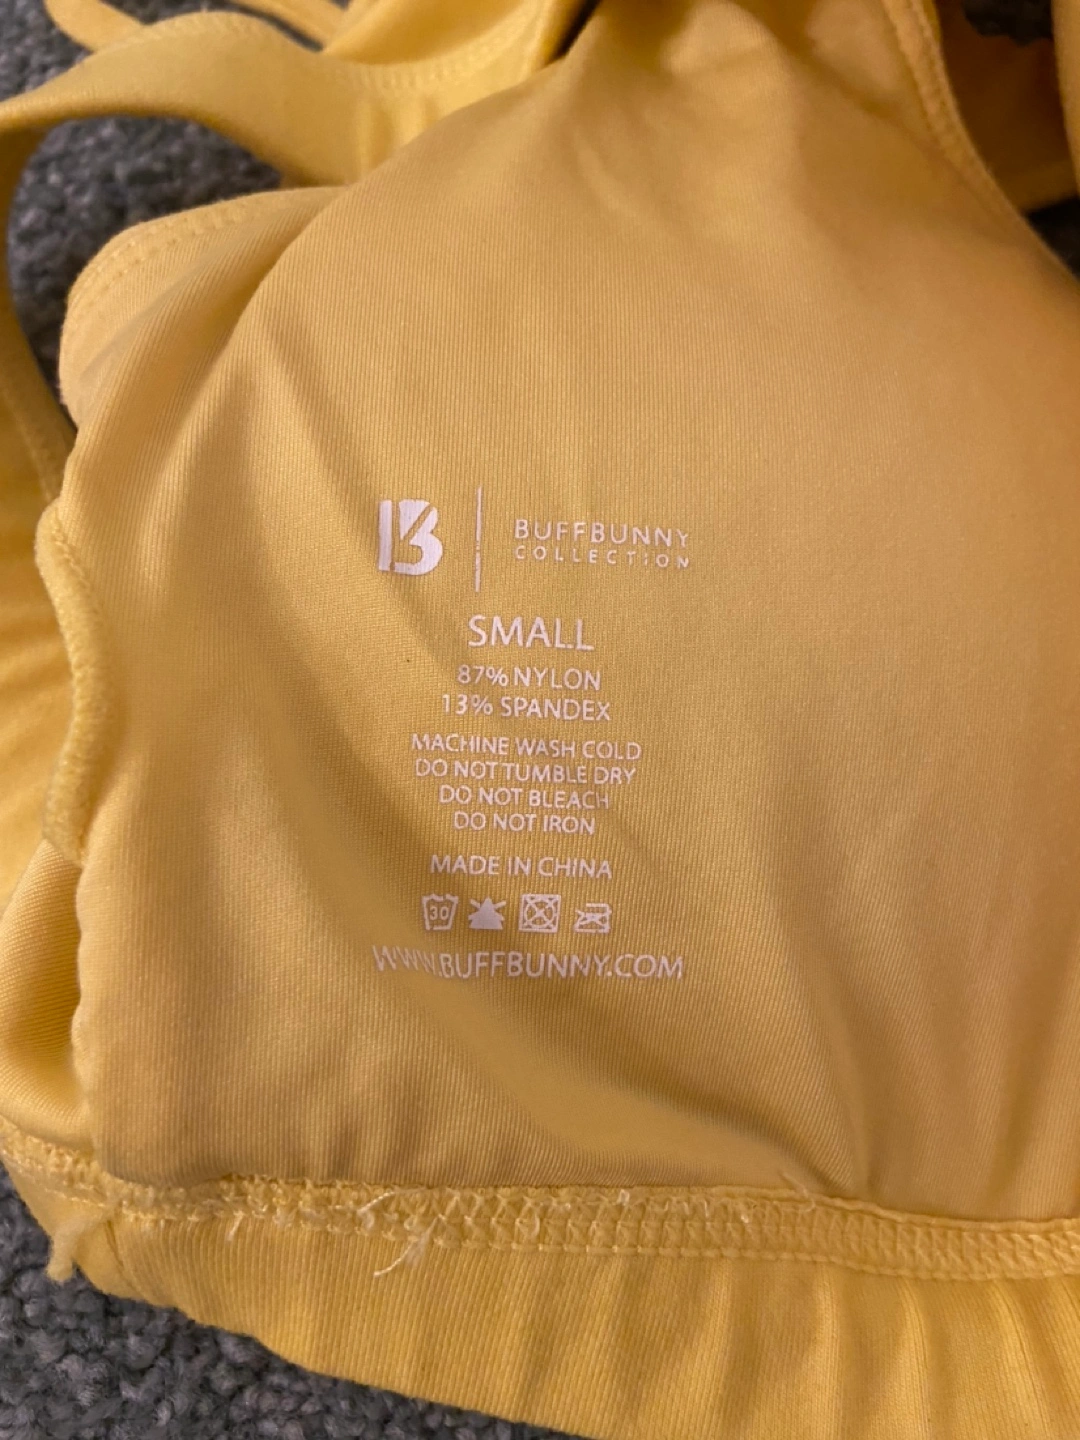 B
BUFFBUNNY
COLLECTION
SMALL
87% NYLON
13% SPANDEX
MACHINE WASH COLD
DO NOT TUMBLE DRY
DO NOT BLEACH
DO NOT IRON
MADE IN CHINA
30
WWW.BUFFBUNNY.COM